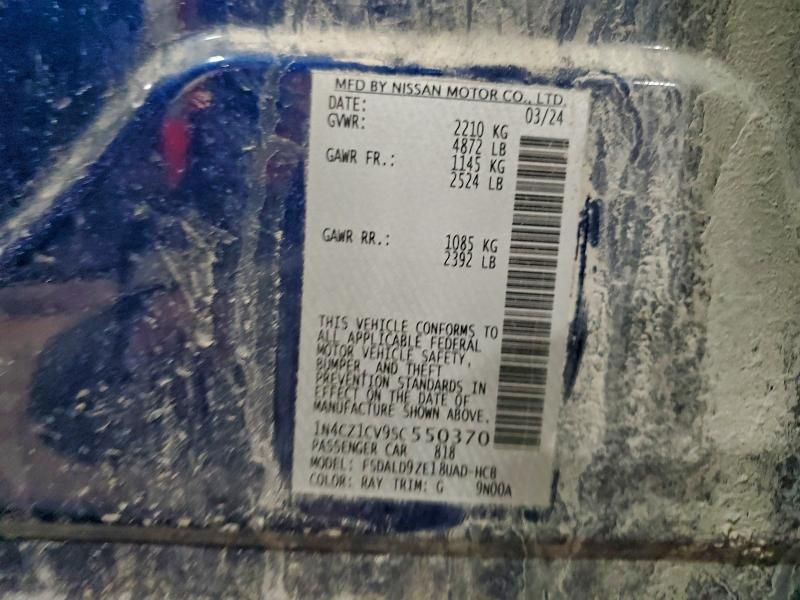 MFD BY NISSAN MOTOR CO., LTD.
DATE: 03/24
GVWR: 2210 KG
4872 LB
GAWR FR.: 1145 KG
2524 LB
GAWR RR.: 1085 KG
2392 LB
THIS VEHICLE CONFORMS TO
ALL APPLICABLE FEDERAL
MOTOR VEHICLE SAFETY,
BUMPER, AND THEFT
PREVENTION STANDARDS IN
EFFECT ON THE DATE OF
MANUFACTURE SHOWN ABOVE.
1N4CZ1CV9SC550370
PASSENGER CAR 818
MODEL: FSDALD9ZE18UAD-HCB
COLOR: RAY TRIM: G 9N00A